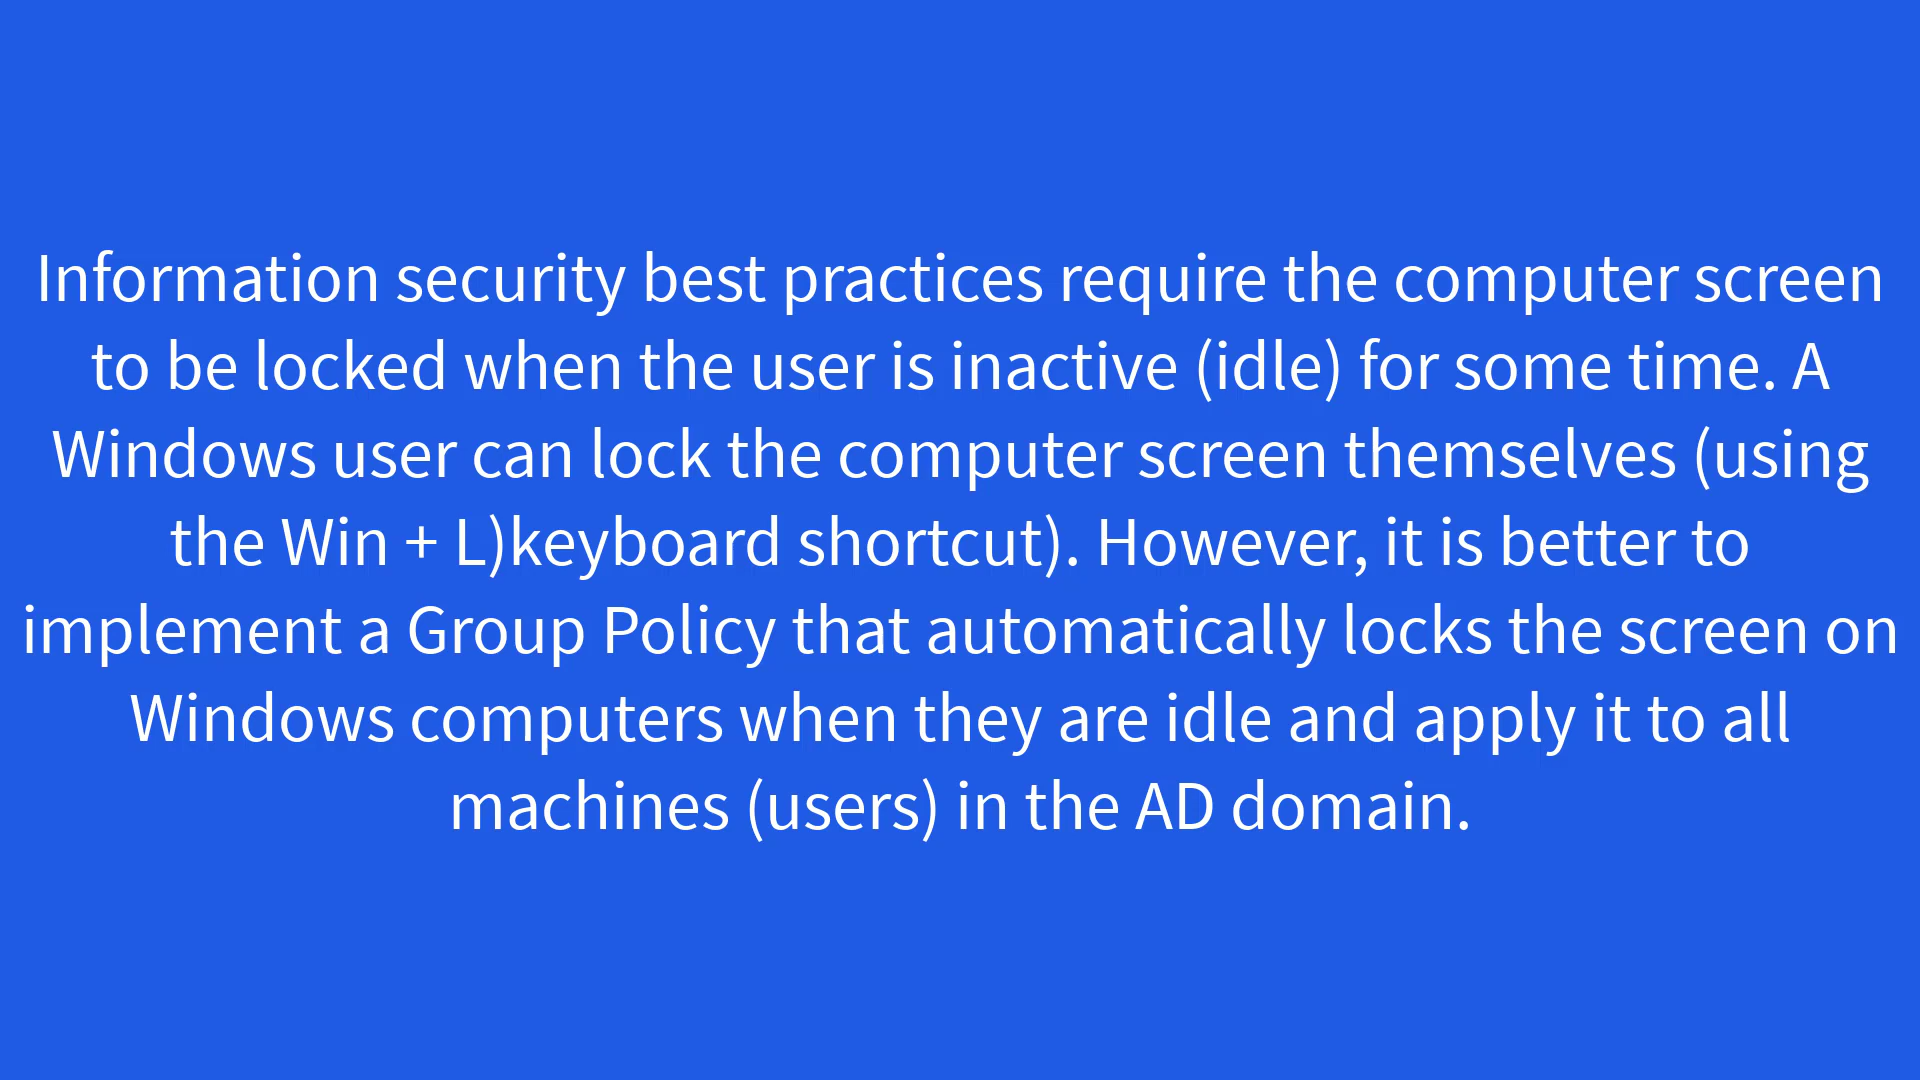 Information security best practices require the computer screen
to be locked when the user is inactive (idle) for some time. A
Windows user can lock the computer screen themselves (using
the Win + L)keyboard shortcut). However, it is better to
implement a Group Policy that automatically locks the screen on
Windows computers when they are idle and apply it to all
machines (users) in the AD domain.